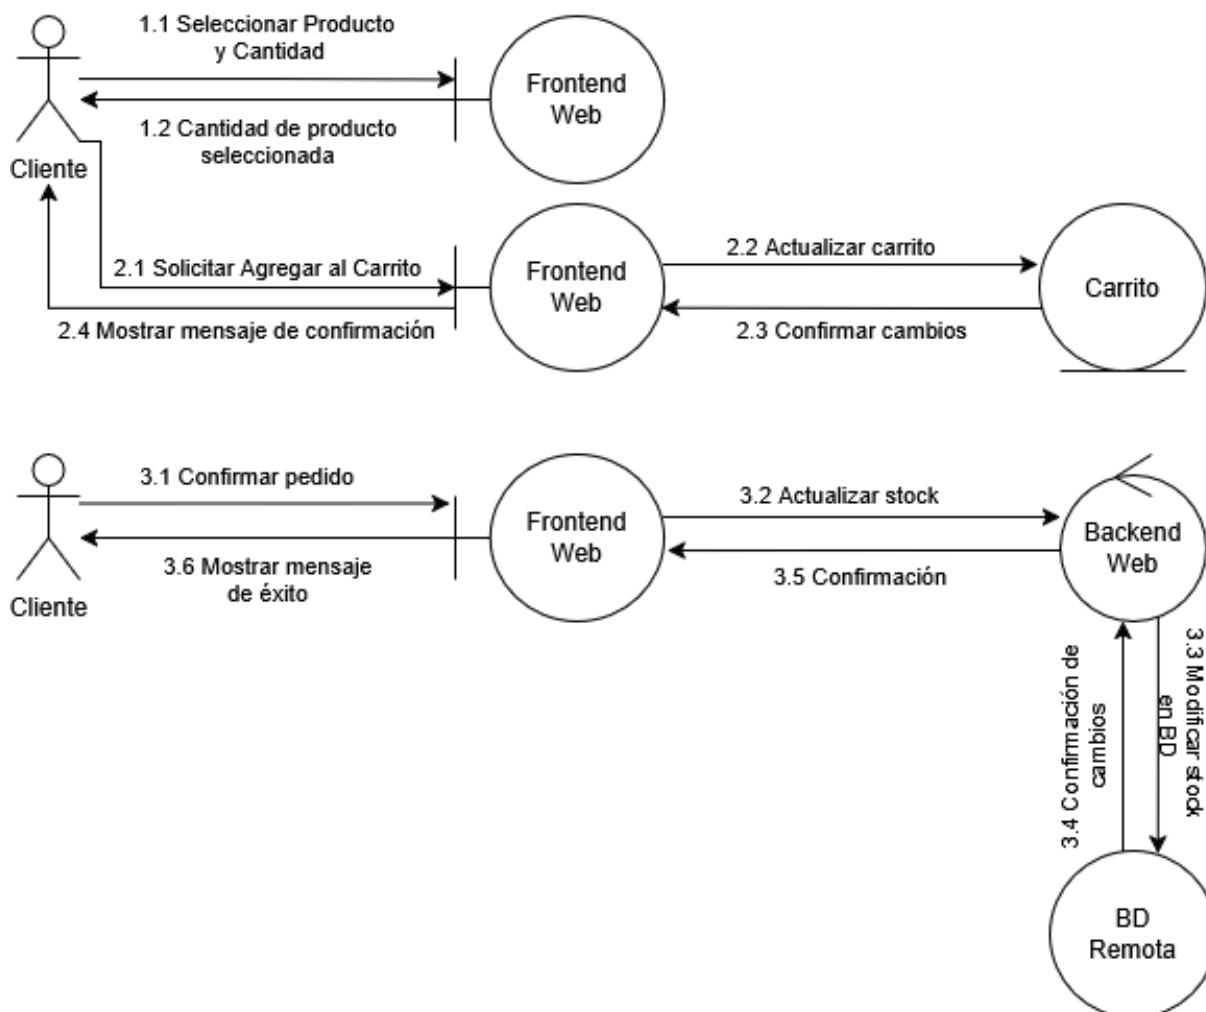 1.1 Seleccionar Producto
y Cantidad
Frontend
Web
1.2 Cantidad de producto
seleccionada
Cliente
2.1 Solicitar Agregar al Carrito
Frontend
Web
2.2 Actualizar carrito
Carrito
2.4 Mostrar mensaje de confirmación
2.3 Confirmar cambios
3.1 Confirmar pedido
Frontend
Web
3.2 Actualizar stock
Backend
Web
3.6 Mostrar mensaje
de éxito
3.5 Confirmación
Cliente
3.4 Confirmación de
cambios
3.3 Modificar stock
en BD
BD
Remota